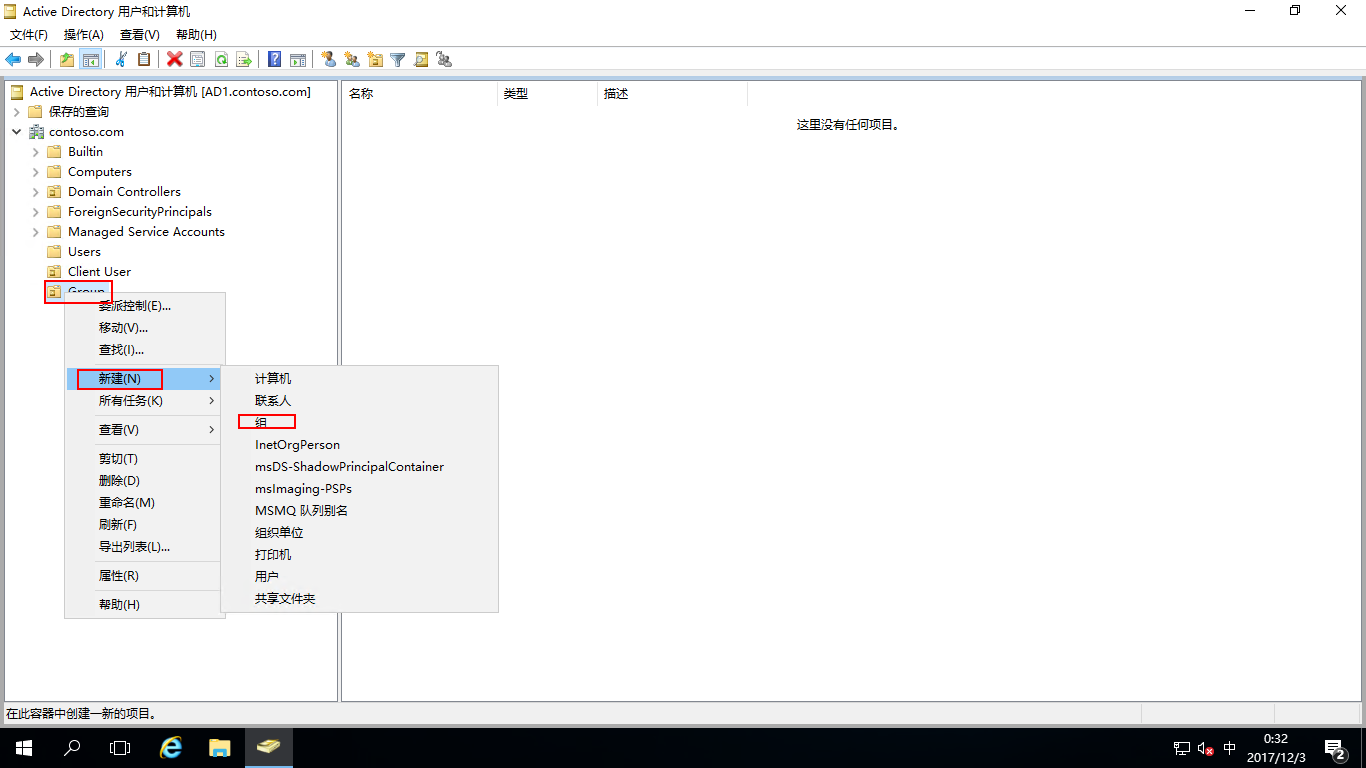 Active Directory 用户和计算机
文件(F) 操作(A) 查看(V) 帮助(H)
Active Directory 用户和计算机 [AD1.contoso.com]
保存的查询
contoso.com
Builtin
Computers
Domain Controllers
ForeignSecurityPrincipals
Managed Service Accounts
Users
Client User
Group
名称 类型 描述
这里没有任何项目。
委派控制(E)...
移动(V)...
查找(I)...
新建(N)
所有任务(K)
查看(V)
剪切(T)
删除(D)
重命名(M)
刷新(F)
导出列表(L)...
属性(R)
帮助(H)
计算机
联系人
组
InetOrgPerson
msDS-ShadowPrincipalContainer
msImaging-PSPs
MSMQ 队列别名
组织单位
打印机
用户
共享文件夹
在此容器中创建一新的项目。
中
0:32
2017/12/3
2